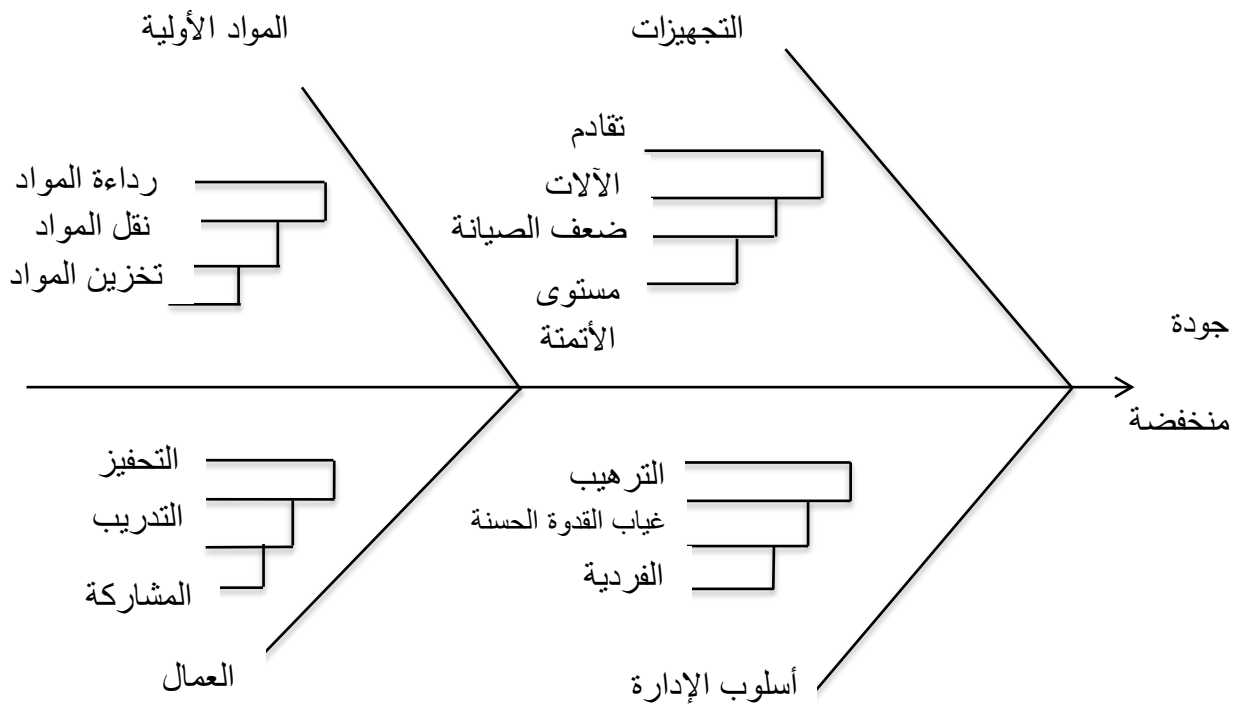 التجهيزات
المواد الأولية
تقادم
الآلات
ضعف الصيانة
مستوى
الأتمتة
رداءة المواد
نقل المواد
تخزين المواد
جودة
منخفضة
الترهيب
غياب القدوة الحسنة
الفردية
التحفيز
التدريب
المشاركة
أسلوب الإدارة
العمال